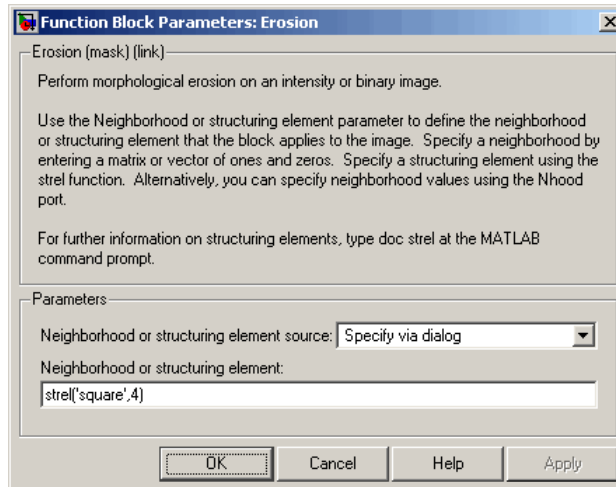 Function Block Parameters: Erosion
Erosion (mask) (link)
Perform morphological erosion on an intensity or binary image.
Use the Neighborhood or structuring element parameter to define the neighborhood
or structuring element that the block applies to the image. Specify a neighborhood by
entering a matrix or vector of ones and zeros. Specify a structuring element using the
strel function. Alternatively, you can specify neighborhood values using the Nhood
port.
For further information on structuring elements, type doc strel at the MATLAB
command prompt.
Parameters
Neighborhood or structuring element source: Specify via dialog
Neighborhood or structuring element:
strel('square',4)
OK Cancel Help Apply